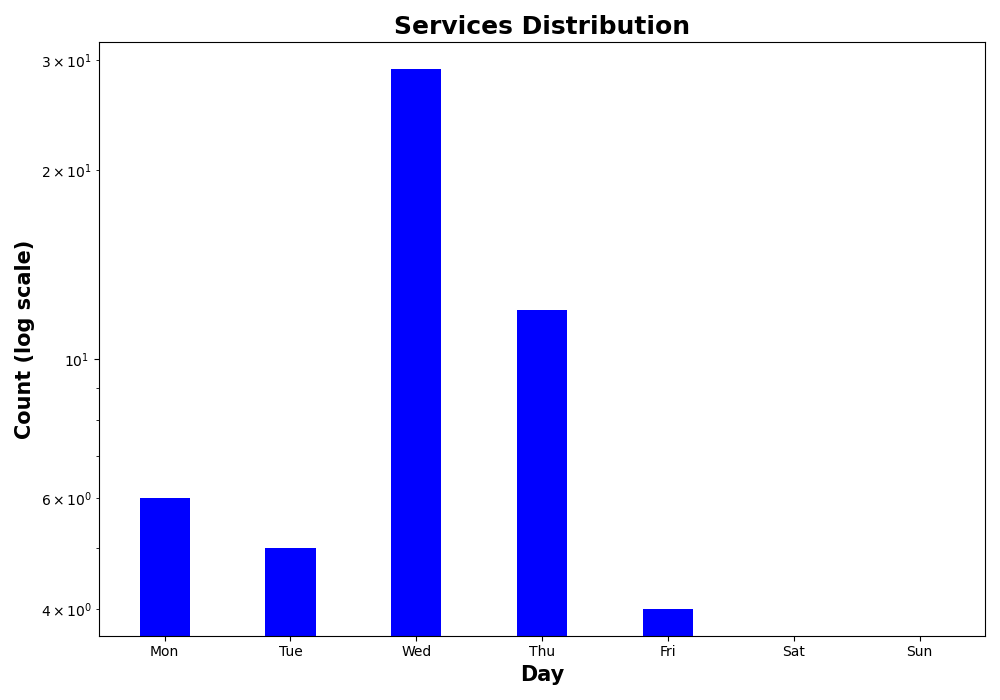 Services Distribution
Count (log scale)
3 × 10¹
2 × 10¹
10¹
6 × 10⁰
4 × 10⁰
Mon Tue Wed Thu Fri Sat Sun
Day